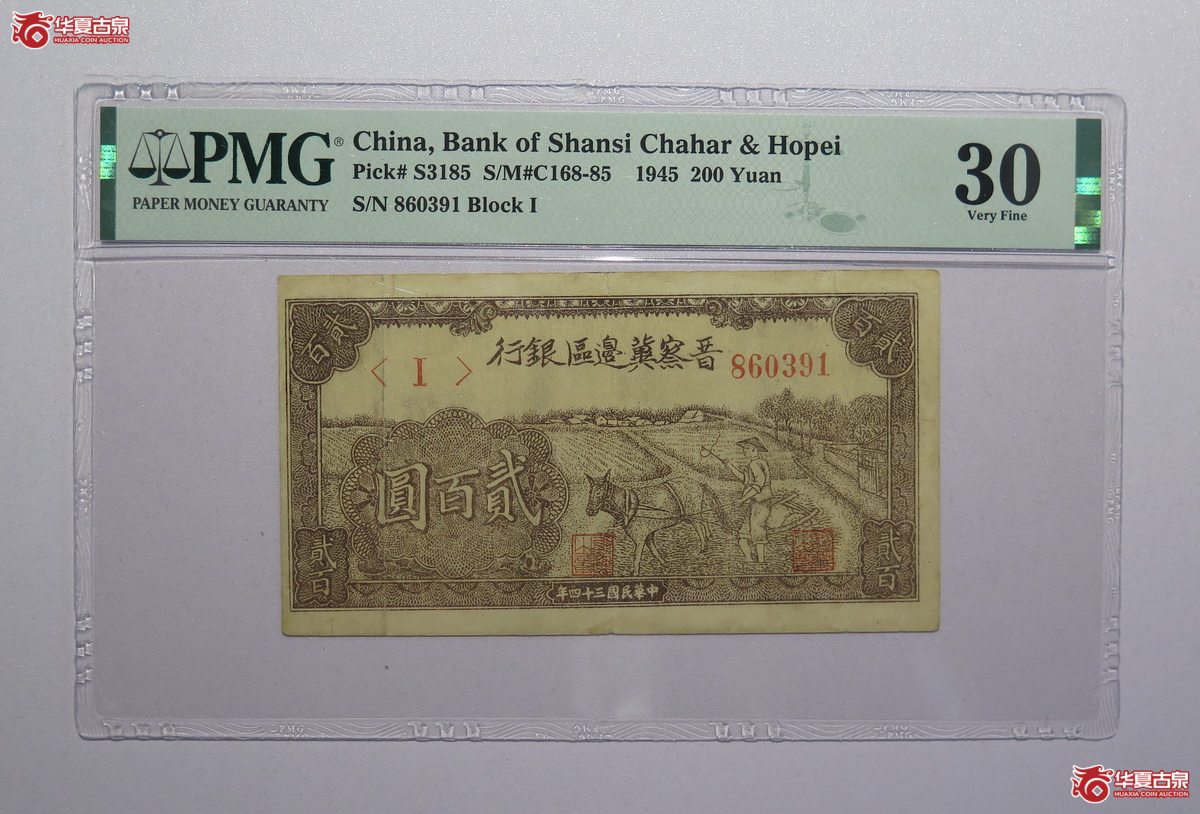 华夏古泉
HUAXIA COIN AUCTION
PMG®
PAPER MONEY GUARANTY
China, Bank of Shansi Chahar & Hopei
Pick# S3185 S/M#C168-85 1945 200 Yuan
S/N 860391 Block I
30
Very Fine
貳百
貳百
行銀區邊冀察晋
〈 I 〉
860391
圓百貳
貳百
貳百
年四十三國民華中
PMG
PMG
华夏古泉
HUAXIA COIN AUCTION